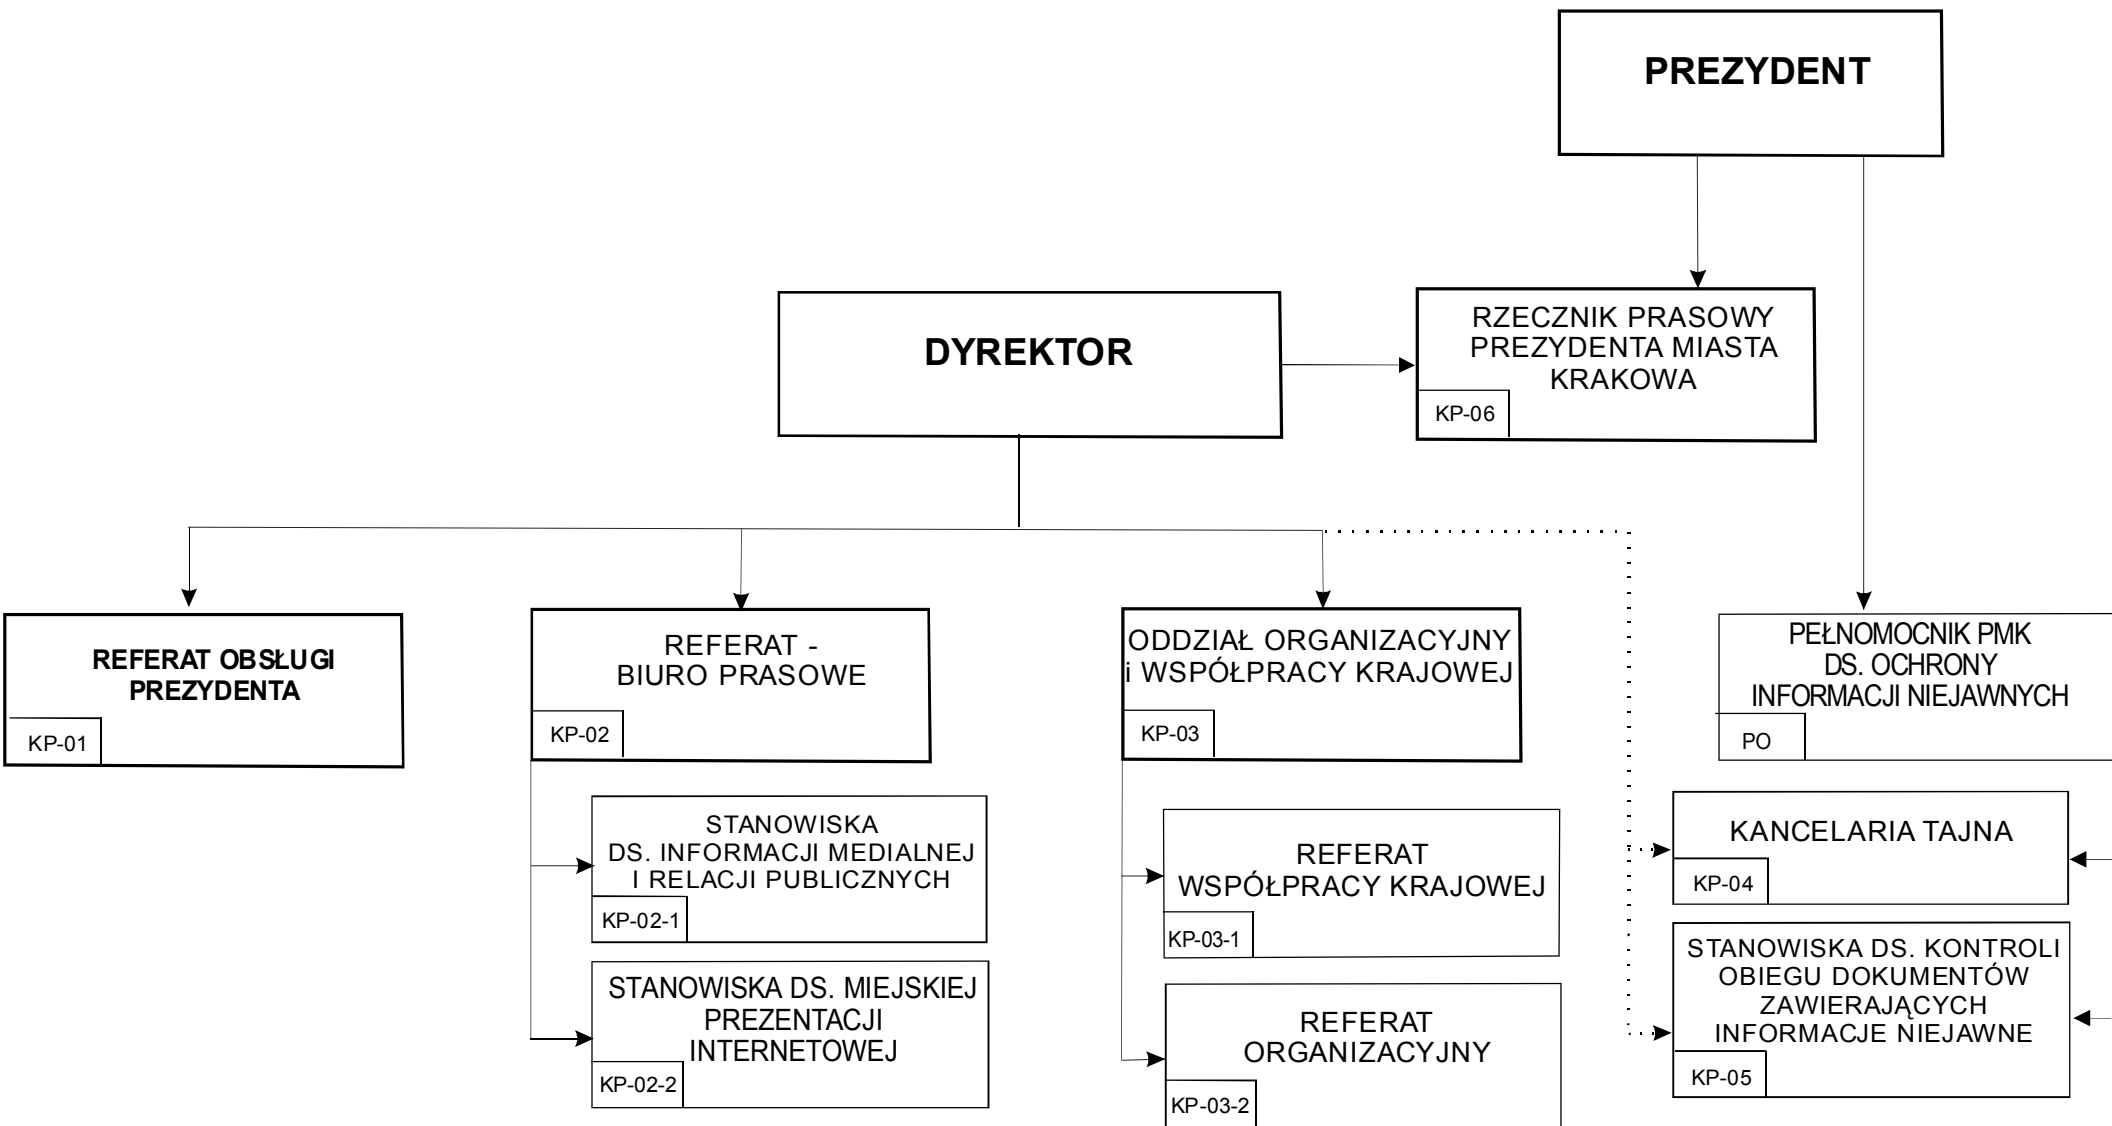 PREZYDENT
DYREKTOR
RZECZNIK PRASOWY
PREZYDENTA MIASTA
KRAKOWA
KP-06
REFERAT OBSŁUGI
PREZYDENTA
KP-01
REFERAT -
BIURO PRASOWE
KP-02
ODDZIAŁ ORGANIZACYJNY
i WSPÓŁPRACY KRAJOWEJ
KP-03
PEŁNOMOCNIK PMK
DS. OCHRONY
INFORMACJI NIEJAWNYCH
PO
STANOWISKA
DS. INFORMACJI MEDIALNEJ
I RELACJI PUBLICZNYCH
KP-02-1
STANOWISKA DS. MIEJSKIEJ
PREZENTACJI
INTERNETOWEJ
KP-02-2
REFERAT
WSPÓŁPRACY KRAJOWEJ
KP-03-1
REFERAT
ORGANIZACYJNY
KP-03-2
KANCELARIA TAJNA
KP-04
STANOWISKA DS. KONTROLI
OBIEGU DOKUMENTÓW
ZAWIERAJĄCYCH
INFORMACJE NIEJAWNE
KP-05